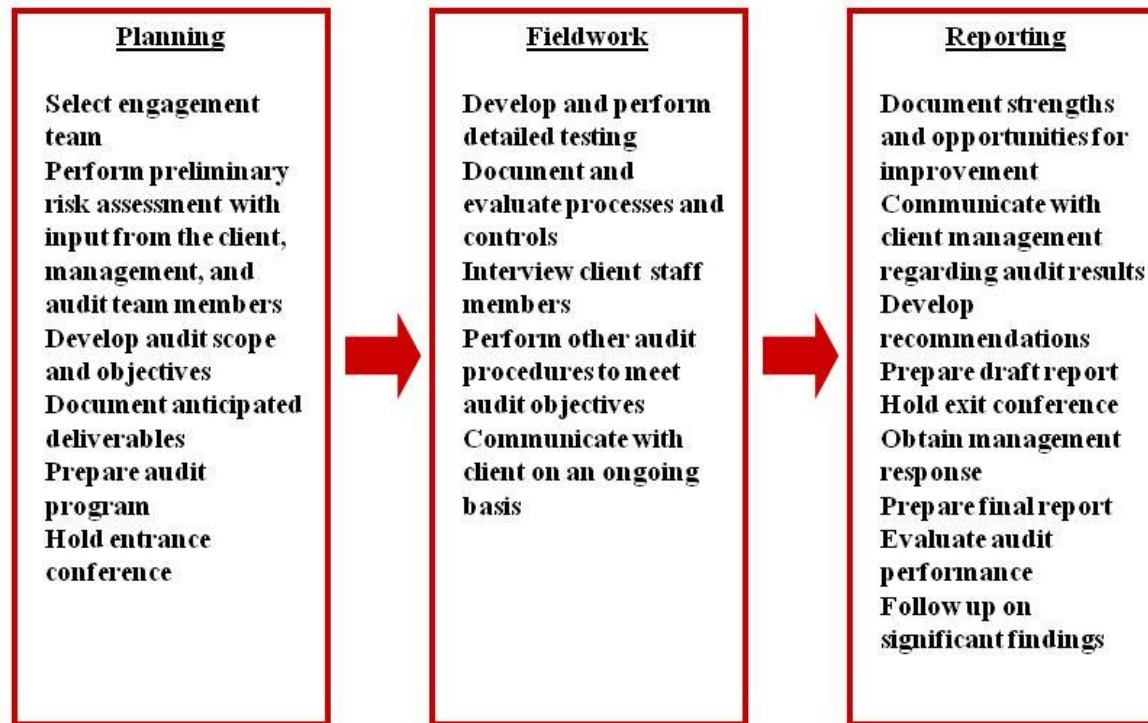 Planning
Select engagement
team
Perform preliminary
risk assessment with
input from the client,
management, and
audit team members
Develop audit scope
and objectives
Document anticipated
deliverables
Prepare audit
program
Hold entrance
conference
Fieldwork
Develop and perform
detailed testing
Document and
evaluate processes and
controls
Interview client staff
members
Perform other audit
procedures to meet
audit objectives
Communicate with
client on an ongoing
basis
Reporting
Document strengths
and opportunities for
improvement
Communicate with
client management
regarding audit results
Develop
recommendations
Prepare draft report
Hold exit conference
Obtain management
response
Prepare final report
Evaluate audit
performance
Follow up on
significant findings